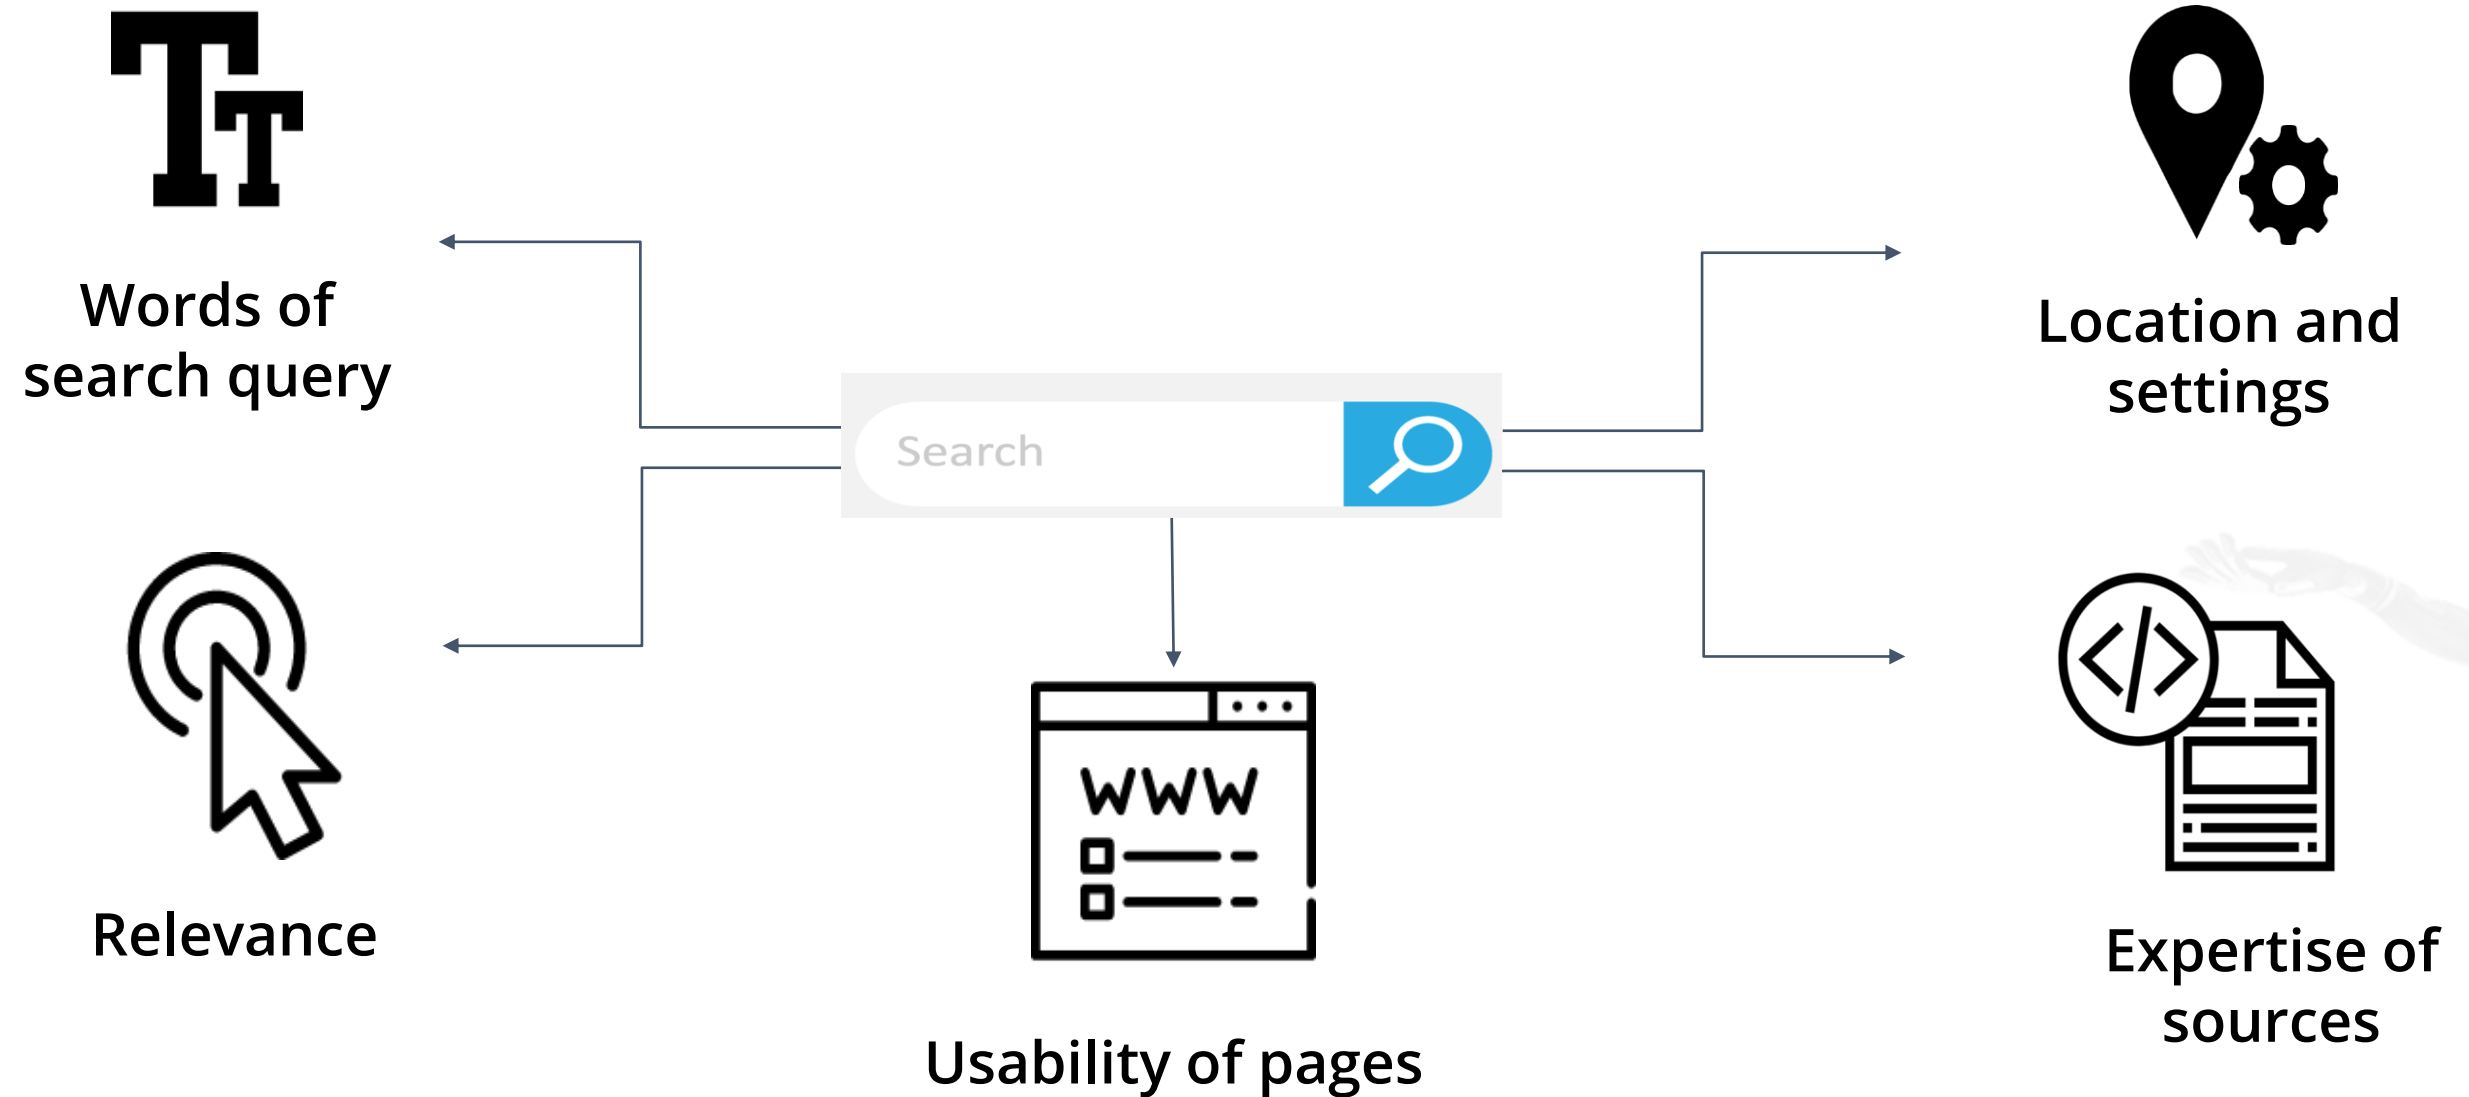 Words of
search query
Location and
settings
Search
Relevance
WWW
Usability of pages
Expertise of
sources